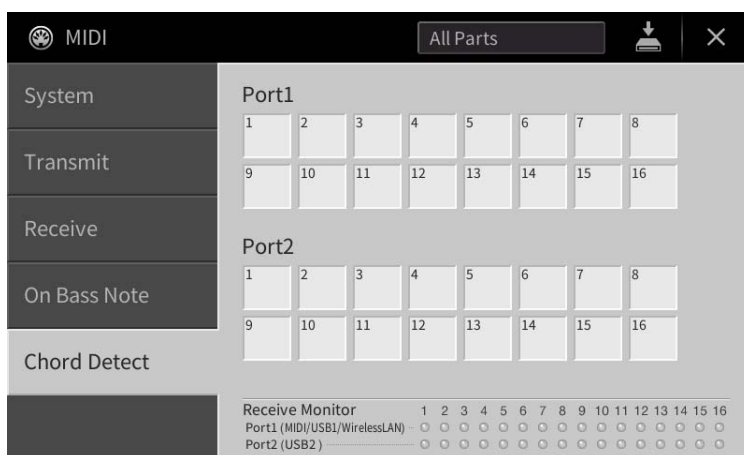 MIDI All Parts
System
Transmit
Receive
On Bass Note
Chord Detect
Port1
1 2 3 4 5 6 7 8
9 10 11 12 13 14 15 16
Port2
1 2 3 4 5 6 7 8
9 10 11 12 13 14 15 16
Receive Monitor 1 2 3 4 5 6 7 8 9 10 11 12 13 14 15 16
Port1 (MIDI/USB1/WirelessLAN)
Port2 (USB2)